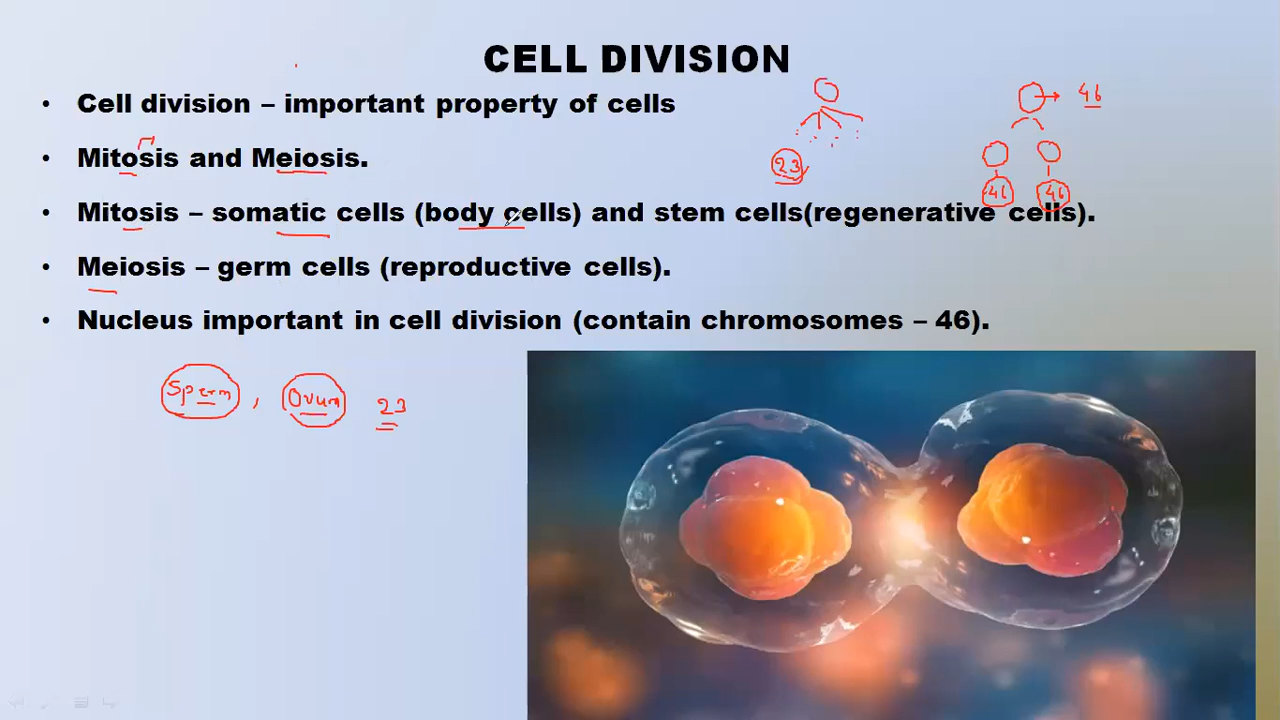 CELL DIVISION
• Cell division – important property of cells
• Mitosis and Meiosis.
• Mitosis – somatic cells (body cells) and stem cells(regenerative cells).
• Meiosis – germ cells (reproductive cells).
• Nucleus important in cell division (contain chromosomes – 46).
46
23
46 46
Sperm, Ovum 23